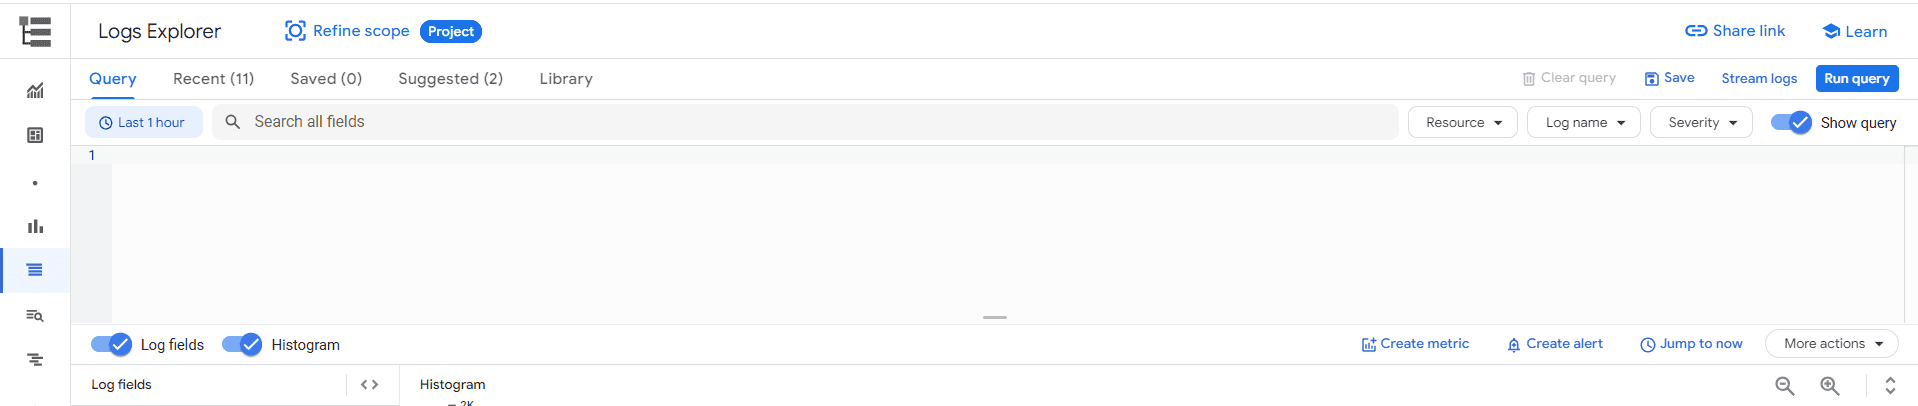 Logs Explorer Refine scope Project Share link Learn
Query Recent (11) Saved (0) Suggested (2) Library Clear query Save Stream logs Run query
Last 1 hour Search all fields Resource Log name Severity Show query
1
Log fields Histogram Create metric Create alert Jump to now More actions
Log fields <> Histogram
2K